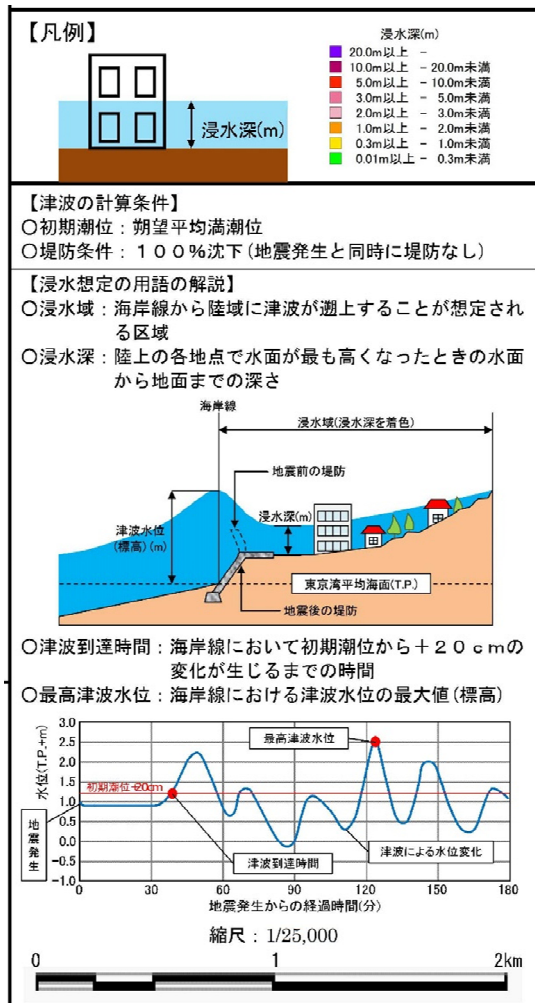 【凡例】
浸水深(m)
浸水深(m)
20.0m以上 －
10.0m以上 － 20.0m未満
5.0m以上 － 10.0m未満
3.0m以上 － 5.0m未満
2.0m以上 － 3.0m未満
1.0m以上 － 2.0m未満
0.3m以上 － 1.0m未満
0.01m以上 － 0.3m未満
【津波の計算条件】
○初期潮位：朔望平均満潮位
○堤防条件：１００％沈下(地震発生と同時に堤防なし)
【浸水想定の用語の解説】
○浸水域：海岸線から陸域に津波が遡上することが想定され
る区域
○浸水深：陸上の各地点で水面が最も高くなったときの水面
から地面までの深さ
海岸線
浸水域(浸水深を着色)
地震前の堤防
浸水深(m)
津波水位
(標高)(m)
東京湾平均海面(T.P.)
地震後の堤防
○津波到達時間：海岸線において初期潮位から＋２０ｃｍの
変化が生じるまでの時間
○最高津波水位：海岸線における津波水位の最大値(標高)
水位(T.P.+m)
3.0
2.5
2.0
1.5
1.0
0.5
0.0
-0.5
-1.0
最高津波水位
初期潮位+20cm
地震発生
津波到達時間
津波による水位変化
0 30 60 90 120 150 180
地震発生からの経過時間(分)
縮尺：1/25,000
0 1 2km